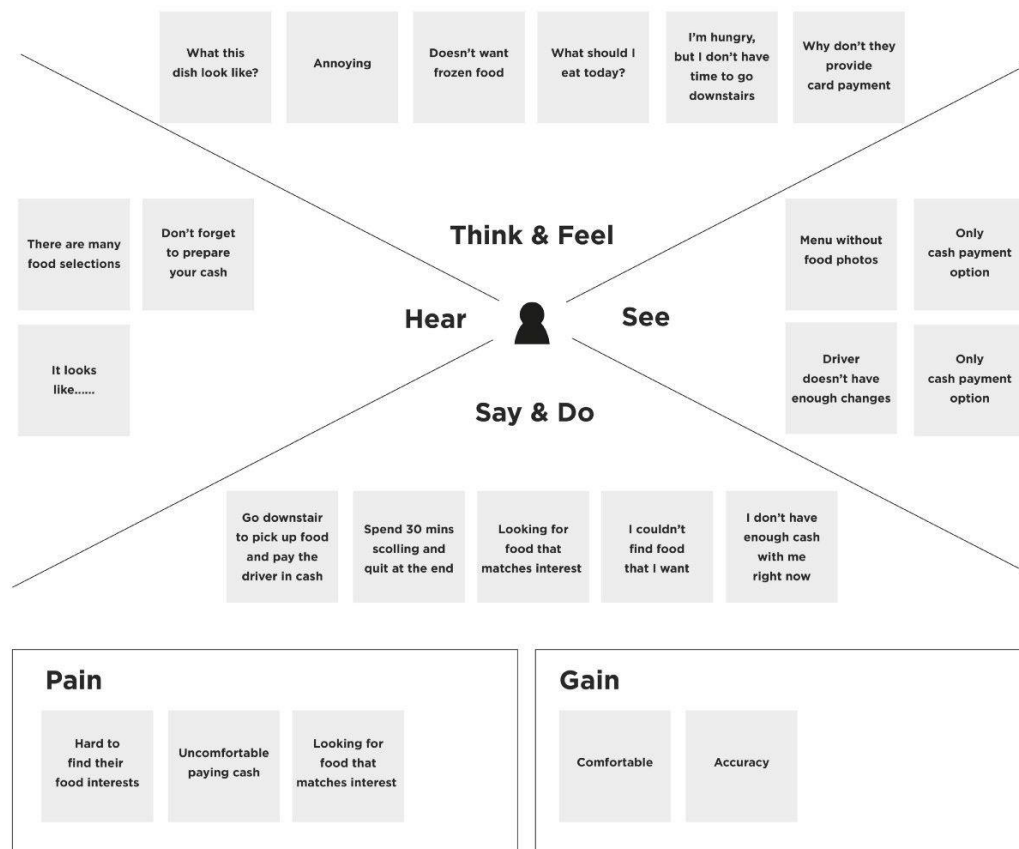 What this
dish look like?
Annoying
Doesn't want
frozen food
What should I
eat today?
I'm hungry,
but I don't have
time to go
downstairs
Why don't they
provide
card payment
Think & Feel
There are many
food selections
Don't forget
to prepare
your cash
It looks
like......
Hear
See
Menu without
food photos
Only
cash payment
option
Driver
doesn't have
enough changes
Only
cash payment
option
Say & Do
Go downstair
to pick up food
and pay the
driver in cash
Spend 30 mins
scolling and
quit at the end
Looking for
food that
matches interest
I couldn't
find food
that I want
I don't have
enough cash
with me
right now
Pain
Hard to
find their
food interests
Uncomfortable
paying cash
Looking for
food that
matches interest
Gain
Comfortable
Accuracy